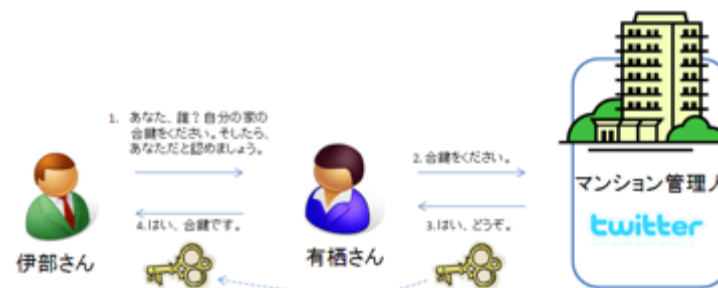 1. あなた、誰?自分の家の
合鍵をください。そしたら、
あなただと認めましょう。
2.合鍵をください。
マンション管理人
twitter
4.はい、合鍵です。
3.はい、どうぞ。
伊部さん
有栖さん